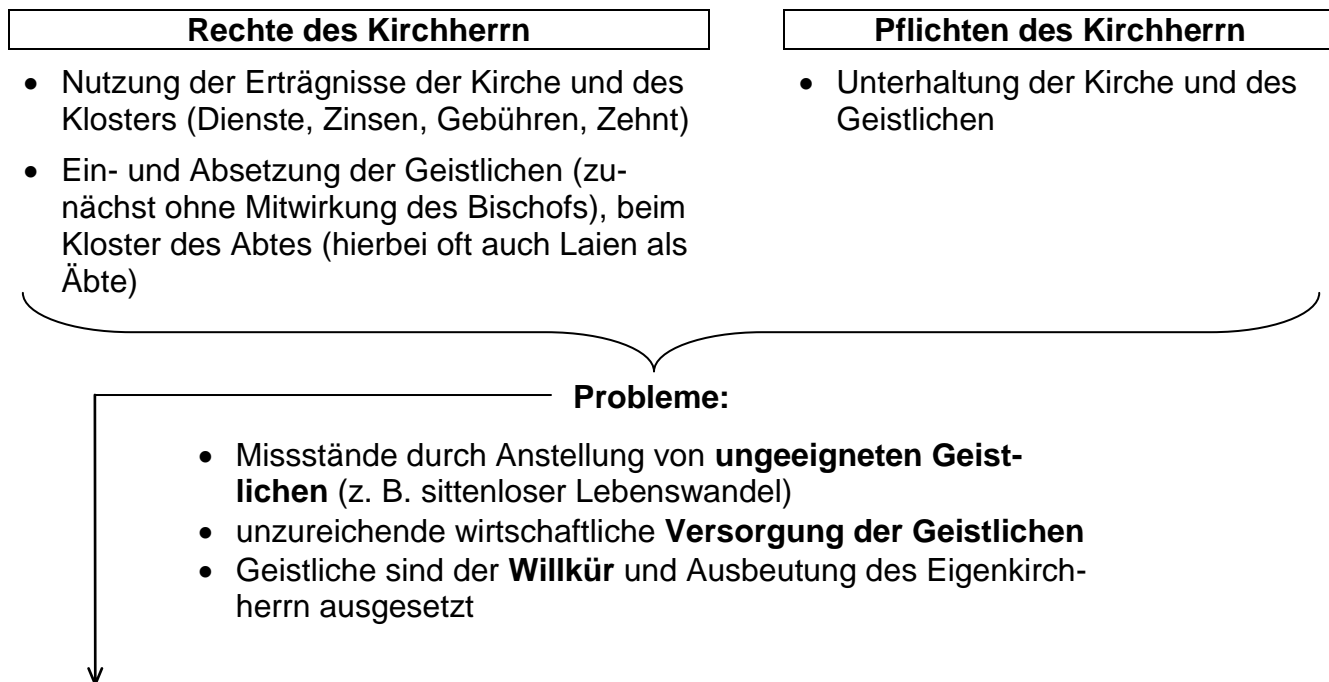 Rechte des Kirchherrn
• Nutzung der Erträgnisse der Kirche und des
Klosters (Dienste, Zinsen, Gebühren, Zehnt)
• Ein- und Absetzung der Geistlichen (zu-
nächst ohne Mitwirkung des Bischofs), beim
Kloster des Abtes (hierbei oft auch Laien als
Äbte)
Pflichten des Kirchherrn
• Unterhaltung der Kirche und des
Geistlichen
Probleme:
• Missstände durch Anstellung von ungeeigneten Geist-
lichen (z. B. sittenloser Lebenswandel)
• unzureichende wirtschaftliche Versorgung der Geistlichen
• Geistliche sind der Willkür und Ausbeutung des Eigenkirch-
herrn ausgesetzt